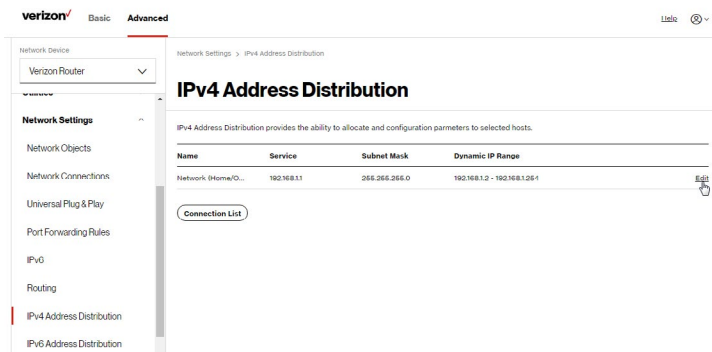 verizon✓ Basic Advanced Help
Network Device
Verizon Router
Utilities
Network Settings
Network Objects
Network Connections
Universal Plug & Play
Port Forwarding Rules
IPv6
Routing
IPv4 Address Distribution
IPv6 Address Distribution
Network Settings > IPv4 Address Distribution
IPv4 Address Distribution
IPv4 Address Distribution provides the ability to allocate and configuration parmeters to selected hosts.
Name Service Subnet Mask Dynamic IP Range
Network (Home/O... 192.168.1.1 255.255.255.0 192.168.1.2 - 192.168.1.254 Edit
Connection List